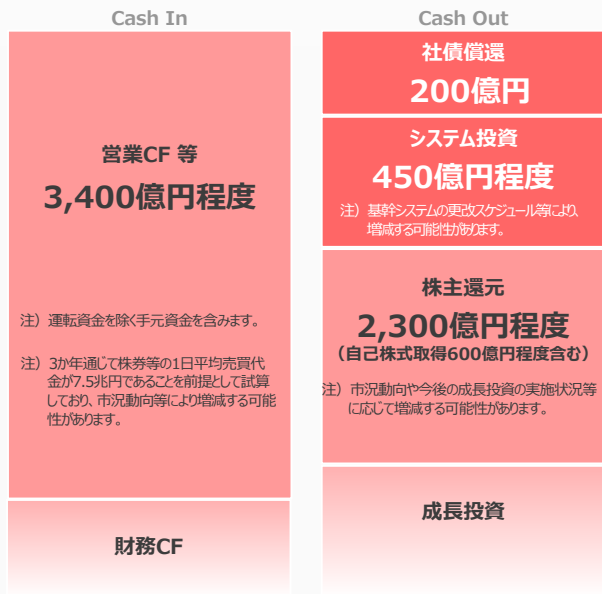 Cash In
営業CF 等
3,400億円程度
注）運転資金を除く手元資金を含みます。
注）3か年通じて株券等の1日平均売買代
金が7.5兆円であることを前提として試算
しており、市況動向等により増減する可能
性があります。
財務CF
Cash Out
社債償還
200億円
システム投資
450億円程度
注）基幹システムの更改スケジュール等により、
増減する可能性があります。
株主還元
2,300億円程度
（自己株式取得600億円程度含む）
注）市況動向や今後の成長投資の実施状況等
に応じて増減する可能性があります。
成長投資